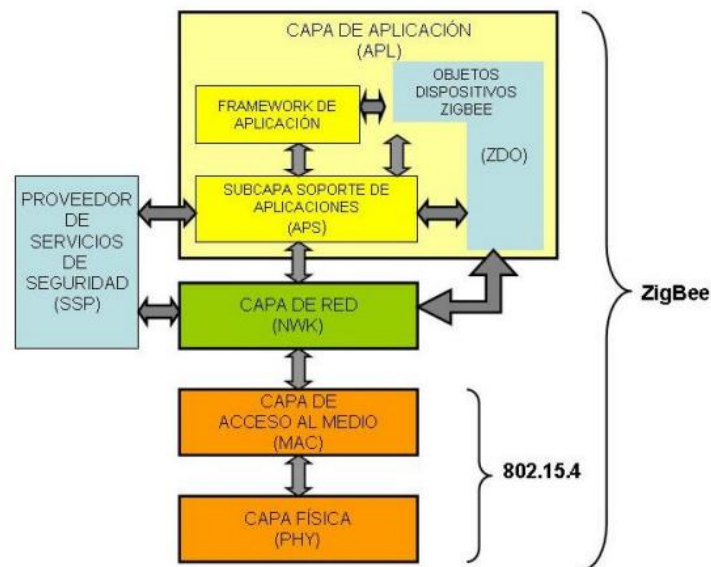 CAPA DE APLICACIÓN
(APL)
OBJETOS
DISPOSITIVOS
ZIGBEE
FRAMEWORK DE
APLICACIÓN
(ZDO)
PROVEEDOR
DE
SERVICIOS
DE
SEGURIDAD
(SSP)
SUBCAPA SOPORTE DE
APLICACIONES
(APS)
ZigBee
CAPA DE RED
(NWK)
CAPA DE
ACCESO AL MEDIO
(MAC)
802.15.4
CAPA FÍSICA
(PHY)